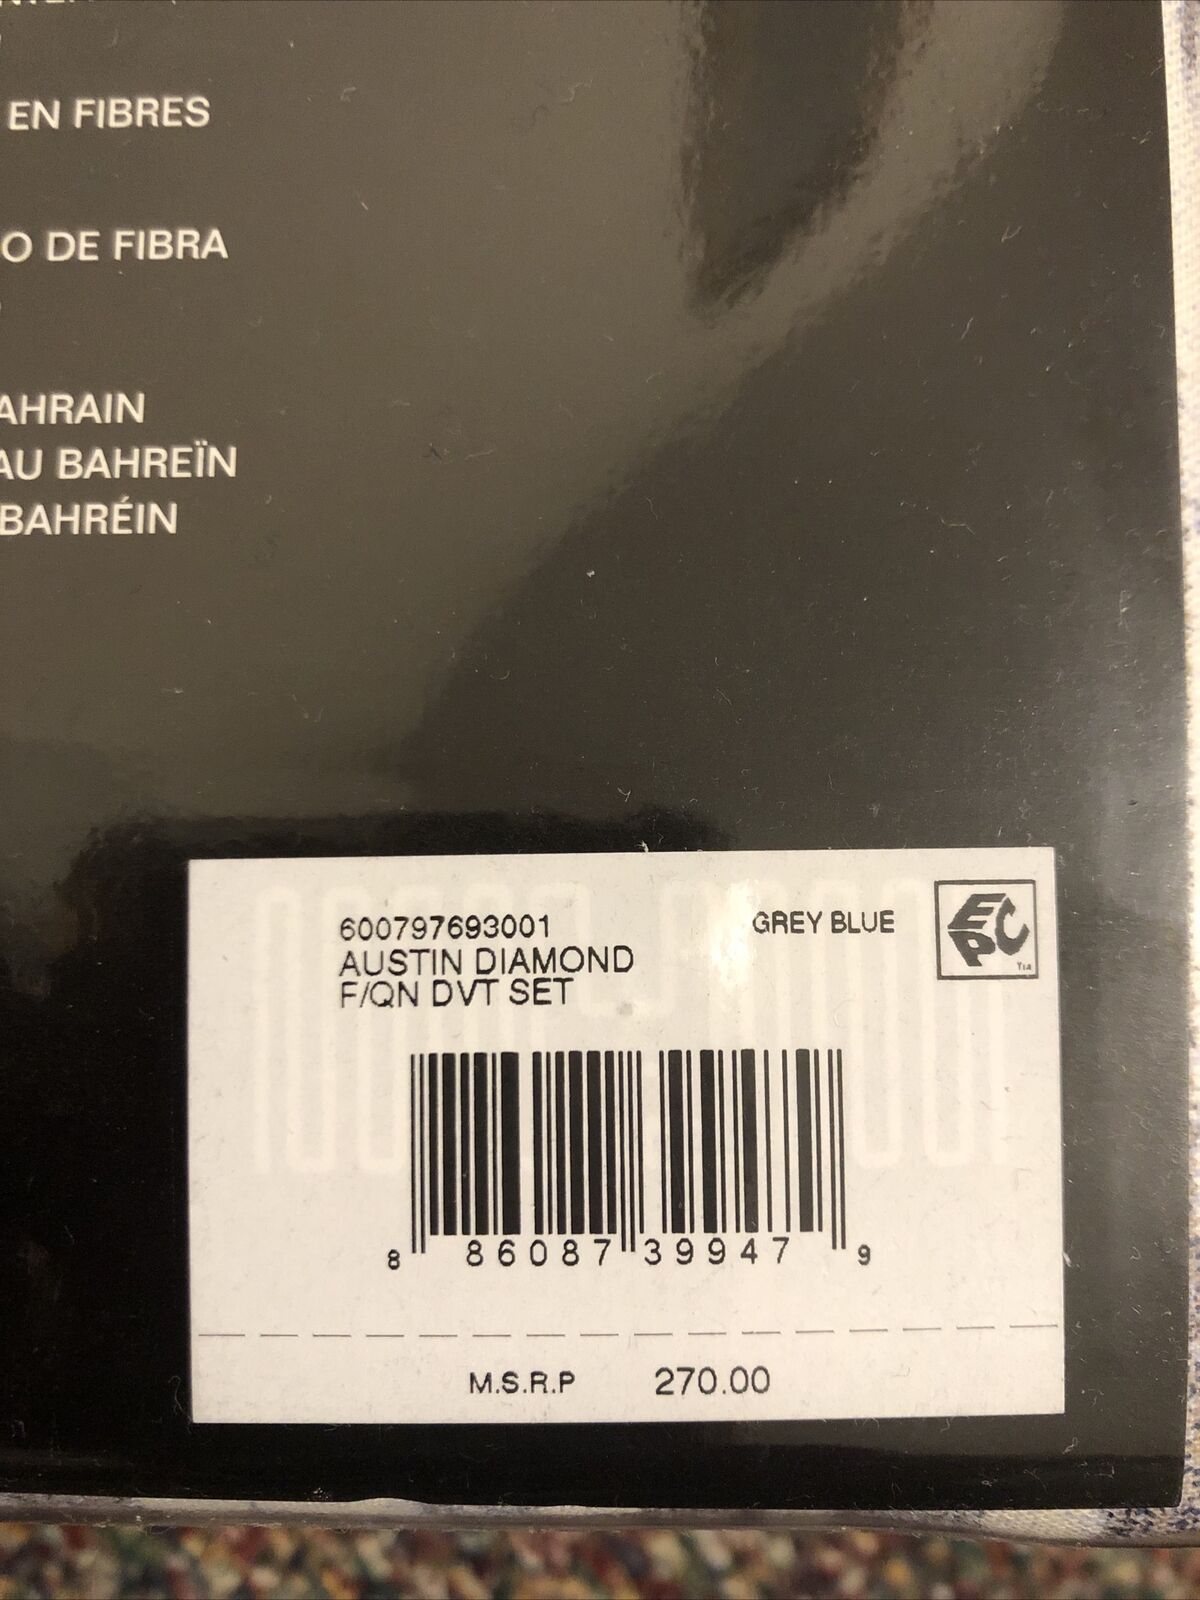 EN FIBRES
O DE FIBRA
AHRAIN
AU BAHREÏN
BAHRÉIN
600797693001
GREY BLUE
EPC
AUSTIN DIAMOND
F/QN DVT SET
8 86087 39947 9
M.S.R.P 270.00